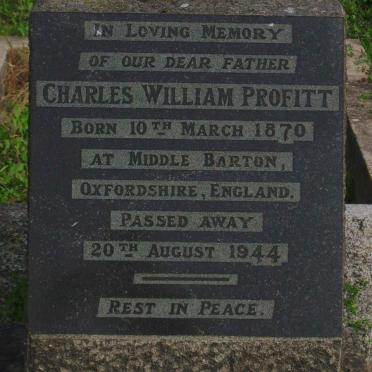 In Loving Memory
of our dear father
Charles William Profitt
Born 10th March 1870
at Middle Barton,
Oxfordshire, England.
Passed away
20th August 1944
Rest in Peace.